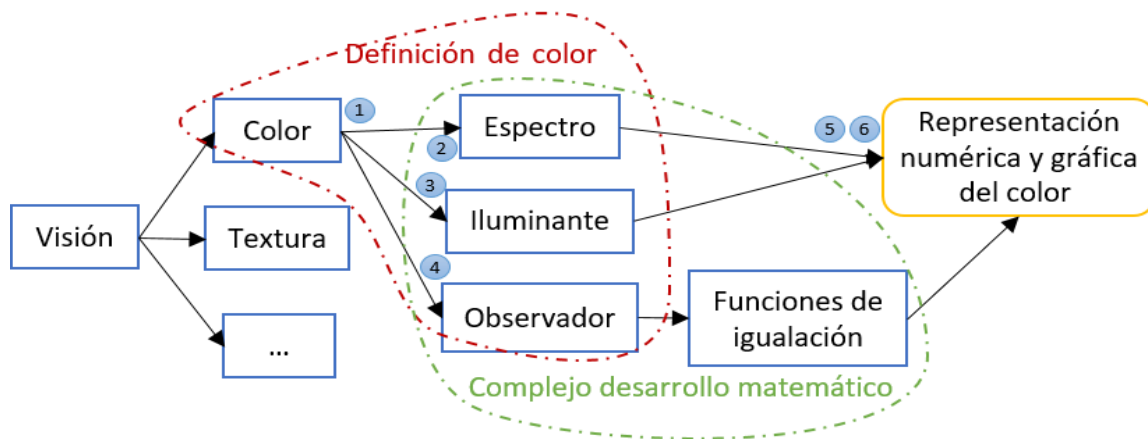 Definición de color
Color
1
Espectro
2
5 6
Representación
numérica y gráfica
del color
3
Iluminante
Visión
Textura
4
Observador
Funciones de
igualación
...
Complejo desarrollo matemático